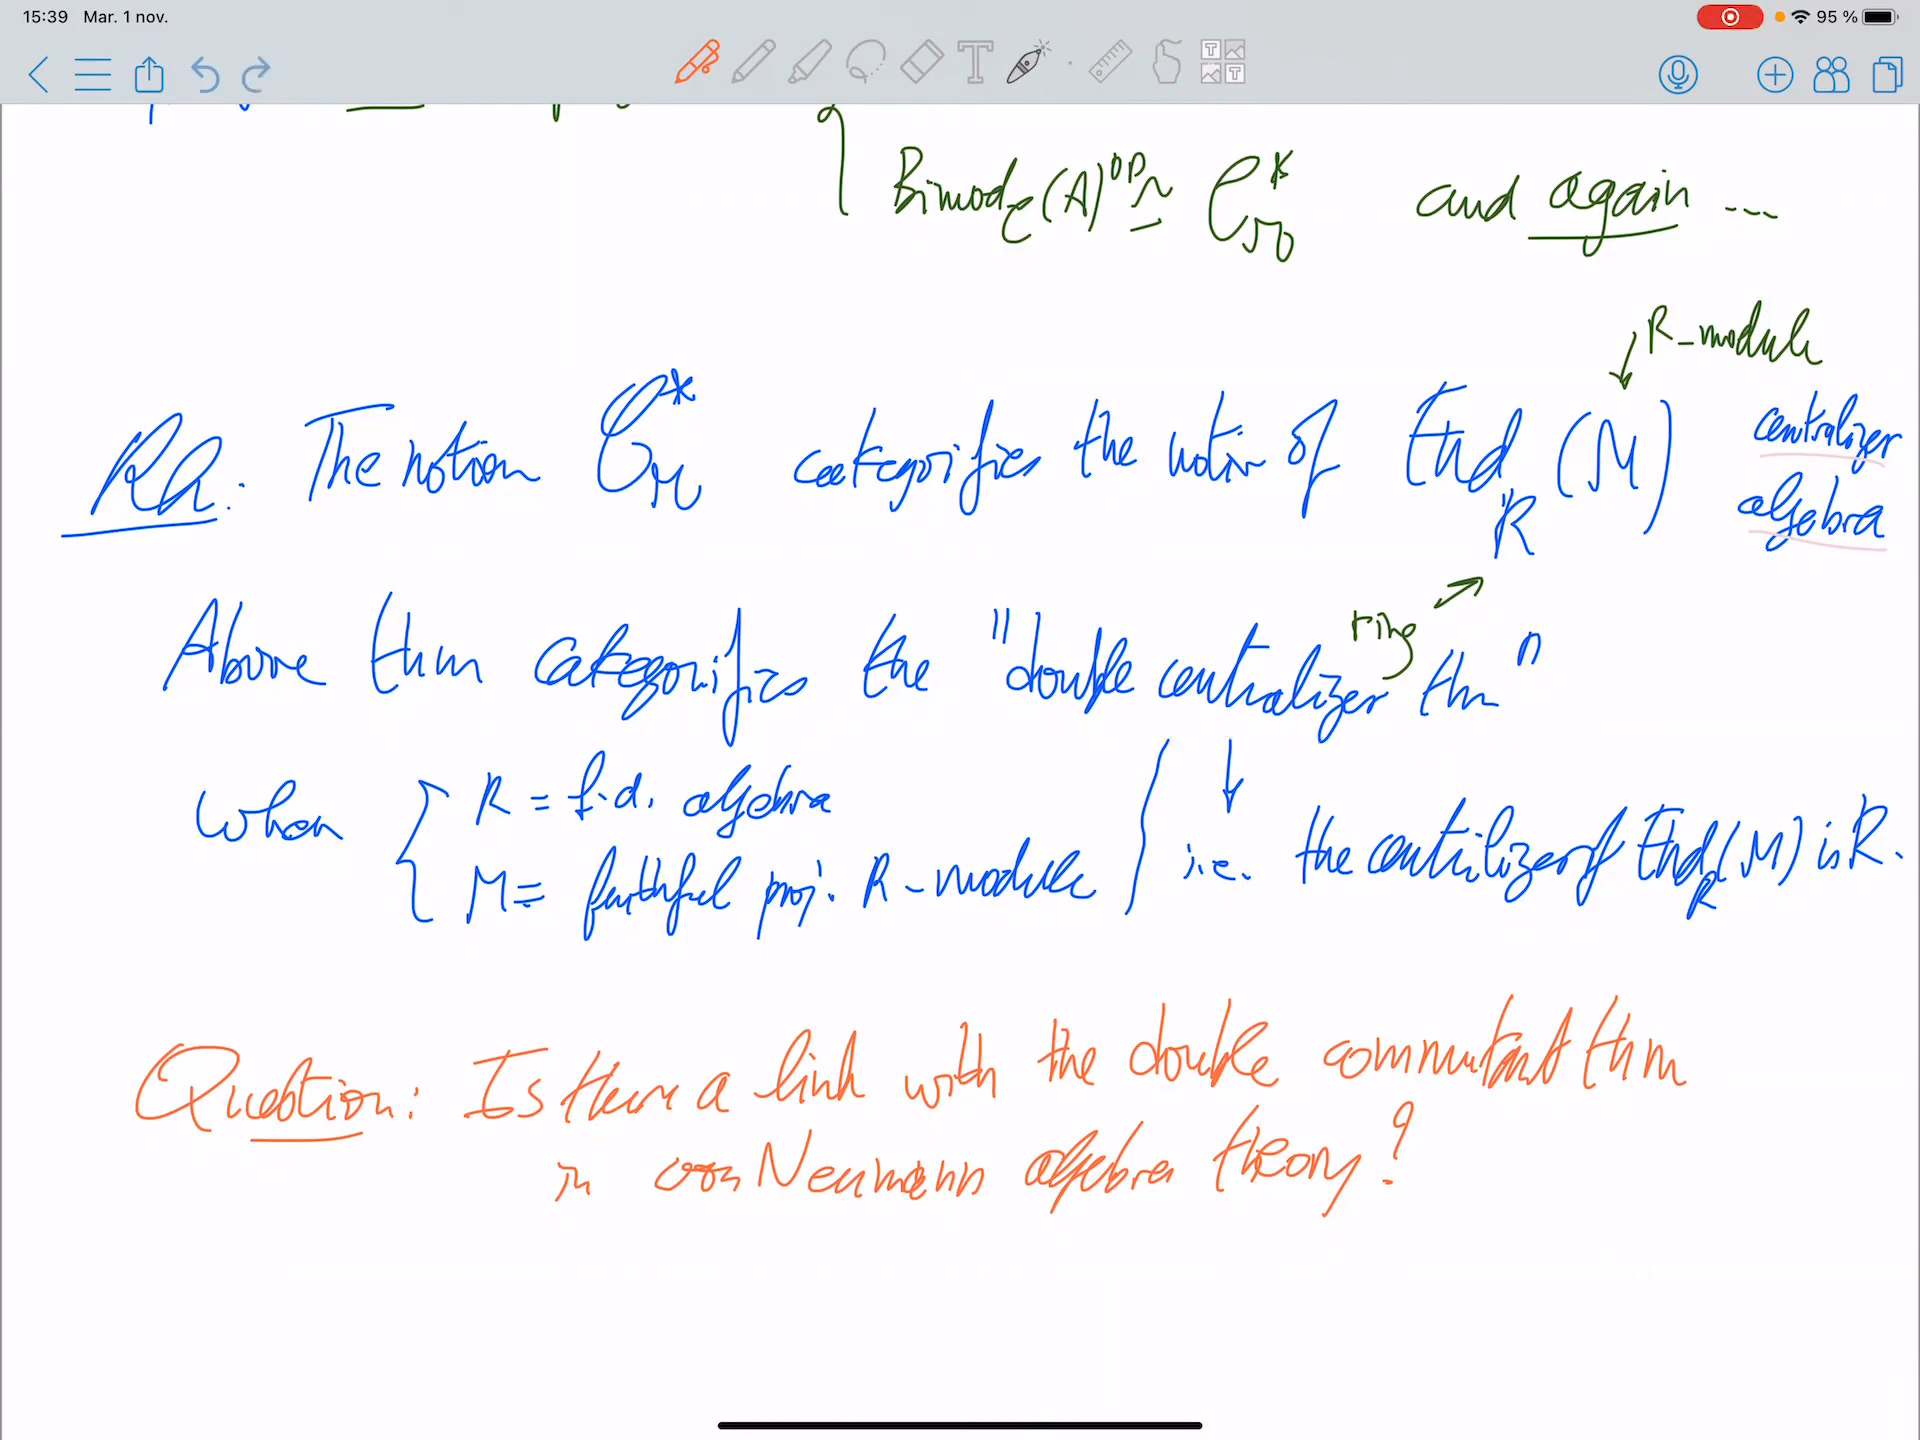 15:39 Mar. 1 nov. 95 %
Bimod_C (A)^op ≃ C*_M and again ...
R-module
Rk: The notion C*_M categorifies the notion of End_R (M) centralizer algebra
ring
Above thm categorifies the "double centralizer thm"
when { R = f.d. algebra
M = faithful proj. R-module } i.e. the centralizer of End_R(M) is R.
Question: Is there a link with the double commutant thm
in von Neumann algebra theory?